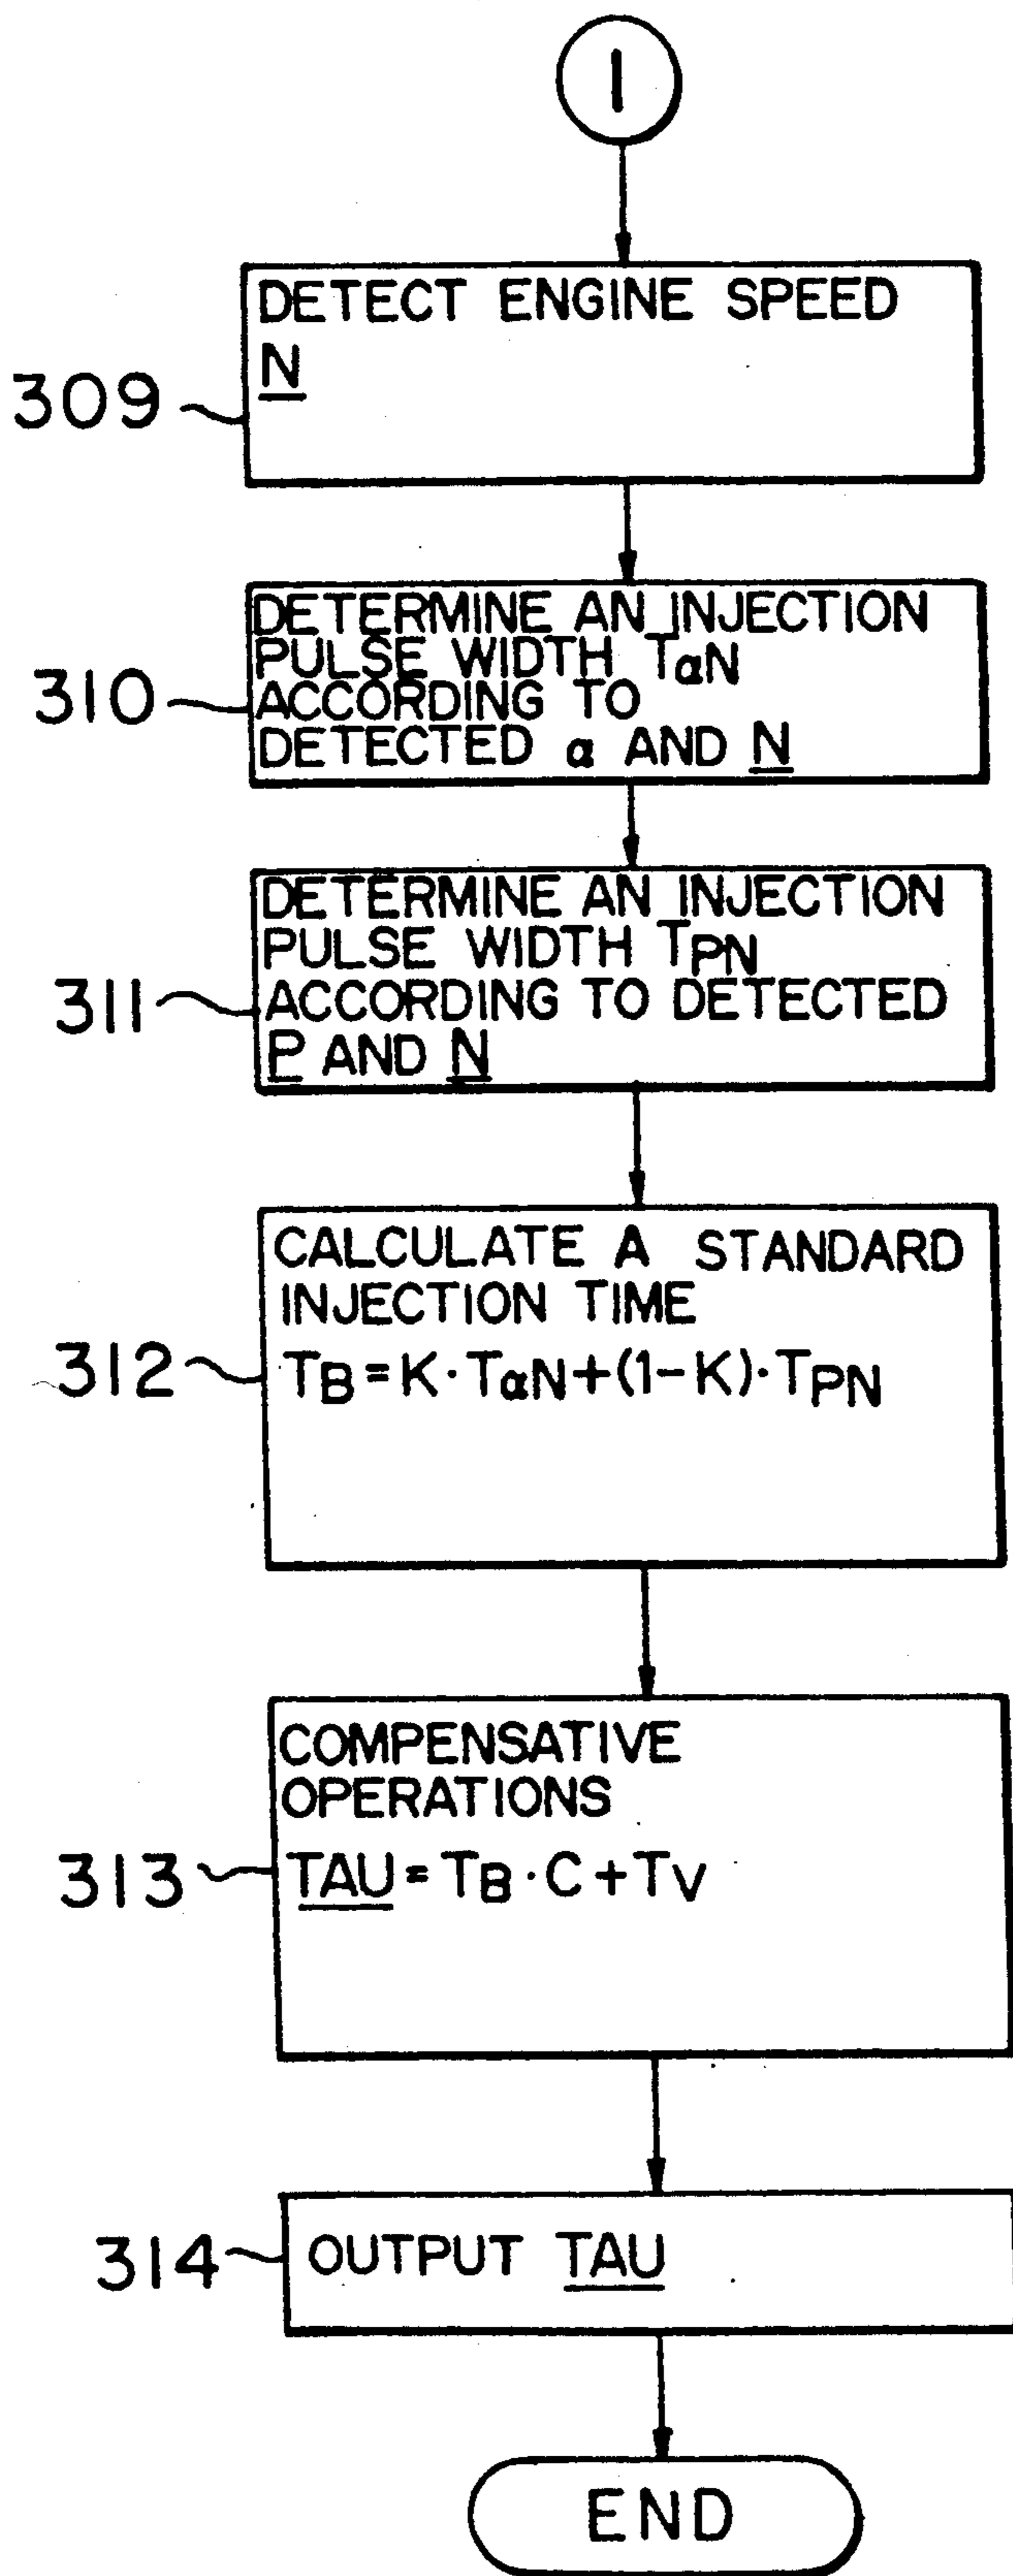 1
DETECT ENGINE SPEED
N
309
DETERMINE AN INJECTION
PULSE WIDTH TαN
310
ACCORDING TO
DETECTED α AND N
DETERMINE AN INJECTION
PULSE WIDTH TPN
311
ACCORDING TO DETECTED
P AND N
CALCULATE A STANDARD
INJECTION TIME
312
TB=K·TαN+(1-K)·TPN
COMPENSATIVE
OPERATIONS
313
TAU=TB·C+TV
314
OUTPUT TAU
END